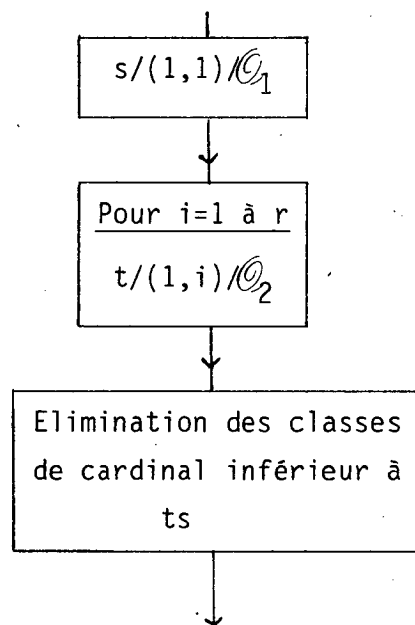 s/(1,1)/𝒪₁
Pour i=1 à r
t/(1,i)/𝒪₂
Elimination des classes
de cardinal inférieur à
ts